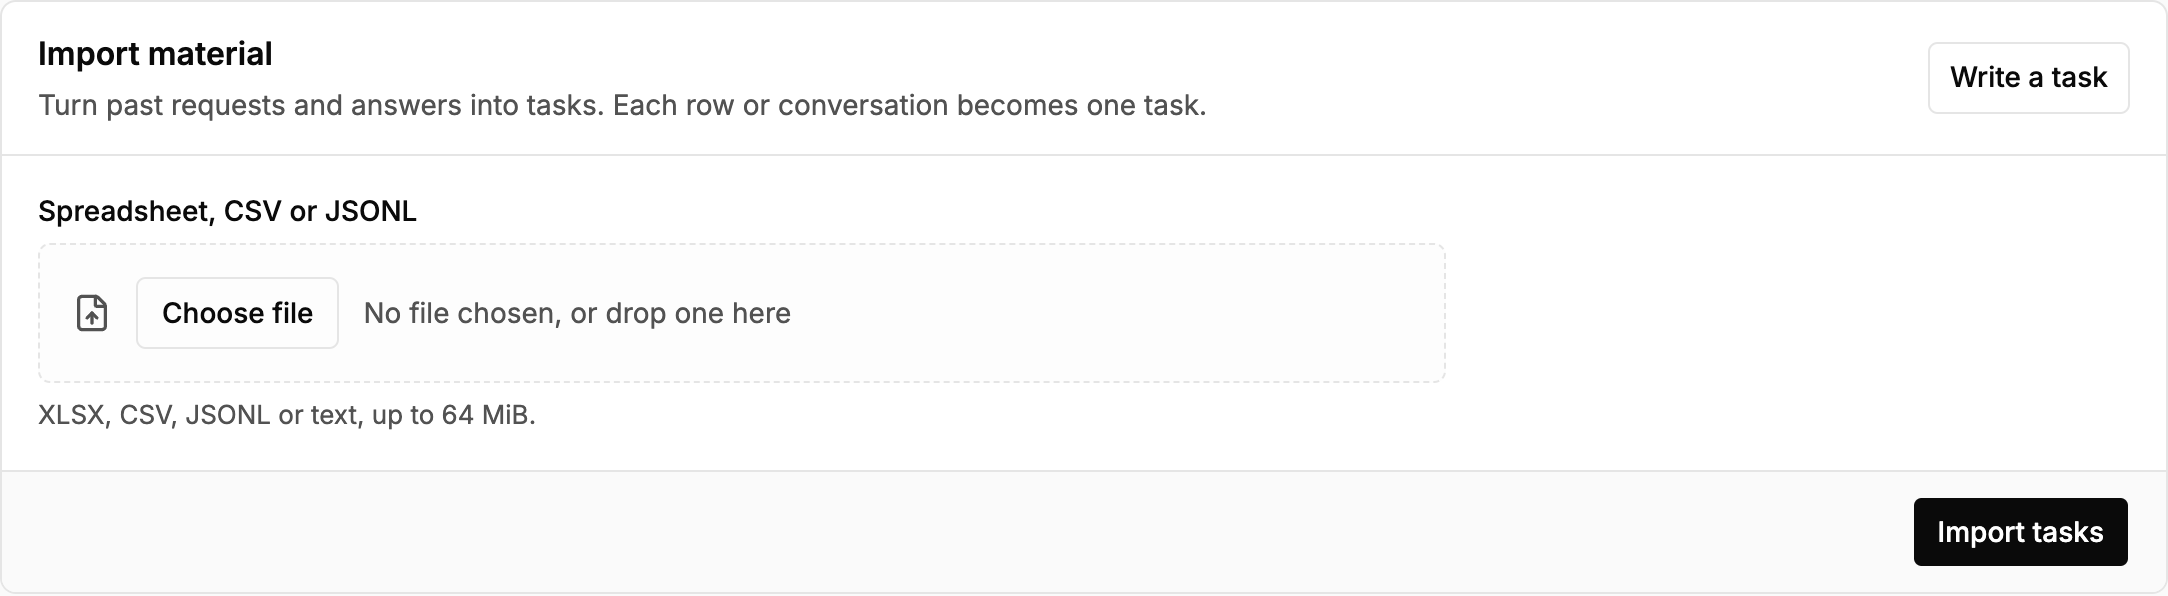 Import material
Turn past requests and answers into tasks. Each row or conversation becomes one task.
Write a task
Spreadsheet, CSV or JSONL
Choose file
No file chosen, or drop one here
XLSX, CSV, JSONL or text, up to 64 MiB.
Import tasks